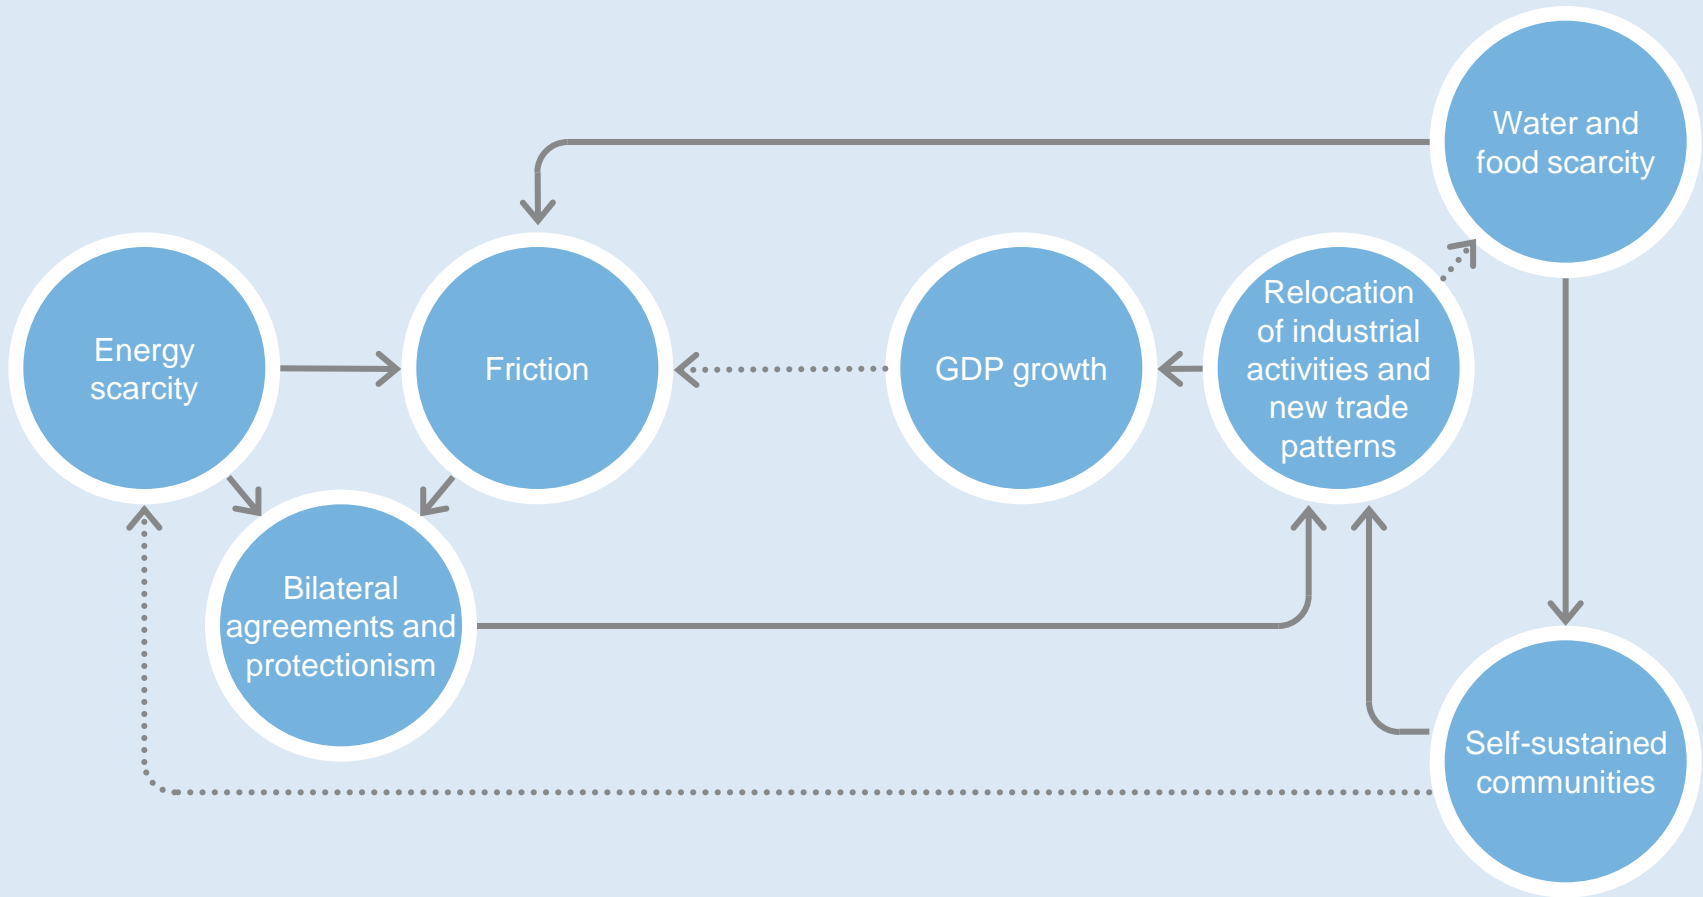 Water and
food scarcity
Energy
scarcity
Friction
GDP growth
Relocation
of industrial
activities and
new trade
patterns
Bilateral
agreements and
protectionism
Self-sustained
communities